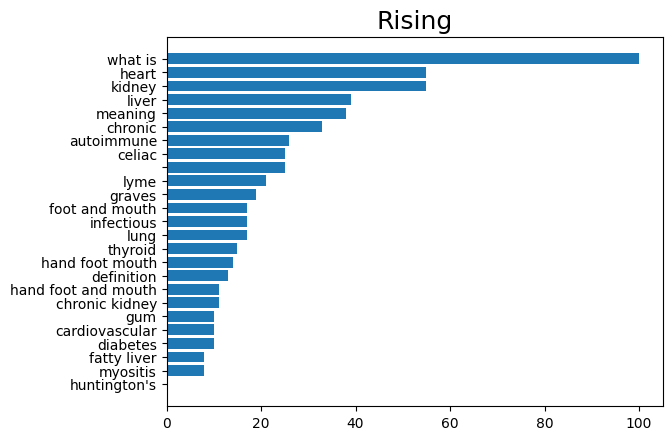 Rising
what is
heart
kidney
liver
meaning
chronic
autoimmune
celiac
lyme
graves
foot and mouth
infectious
lung
thyroid
hand foot mouth
definition
hand foot and mouth
chronic kidney
gum
cardiovascular
diabetes
fatty liver
myositis
huntington's
0 20 40 60 80 100